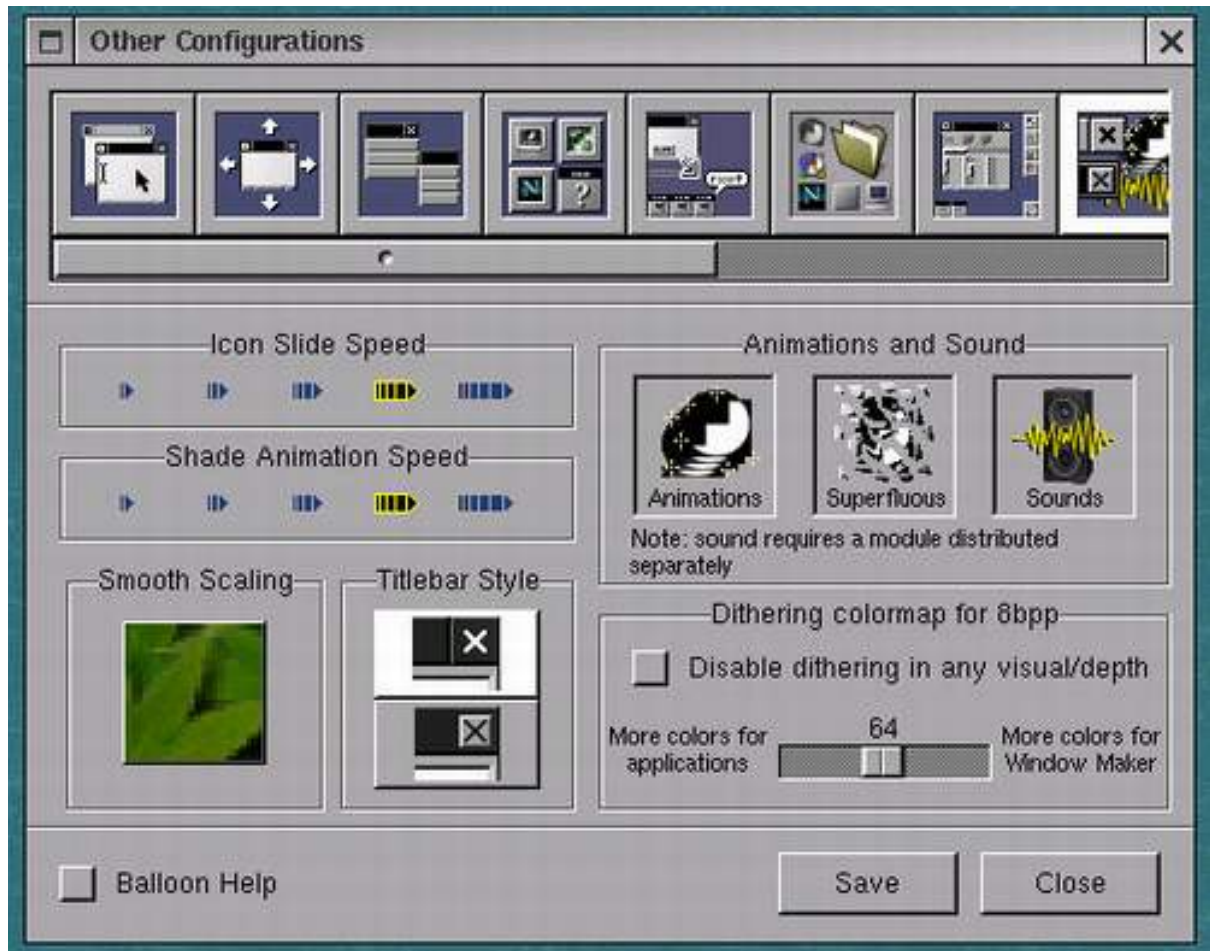 Other Configurations
Icon Slide Speed
Shade Animation Speed
Smooth Scaling
Titlebar Style
Animations and Sound
Animations
Superfluous
Sounds
Note: sound requires a module distributed
separately
Dithering colormap for 8bpp
Disable dithering in any visual/depth
More colors for
applications
64
More colors for
Window Maker
Balloon Help
Save
Close